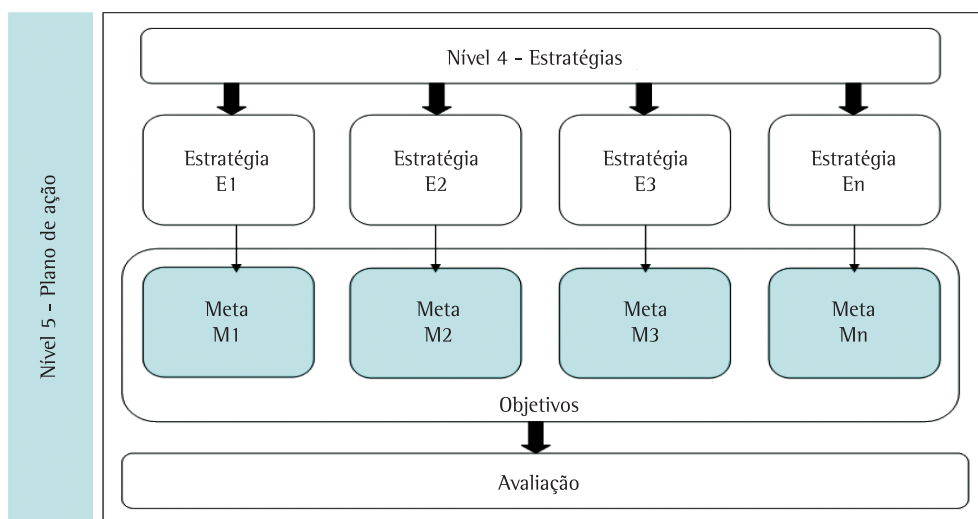 Nível 5 - Plano de ação
Nível 4 - Estratégias
Estratégia
E1
Estratégia
E2
Estratégia
E3
Estratégia
En
Meta
M1
Meta
M2
Meta
M3
Meta
Mn
Objetivos
Avaliação